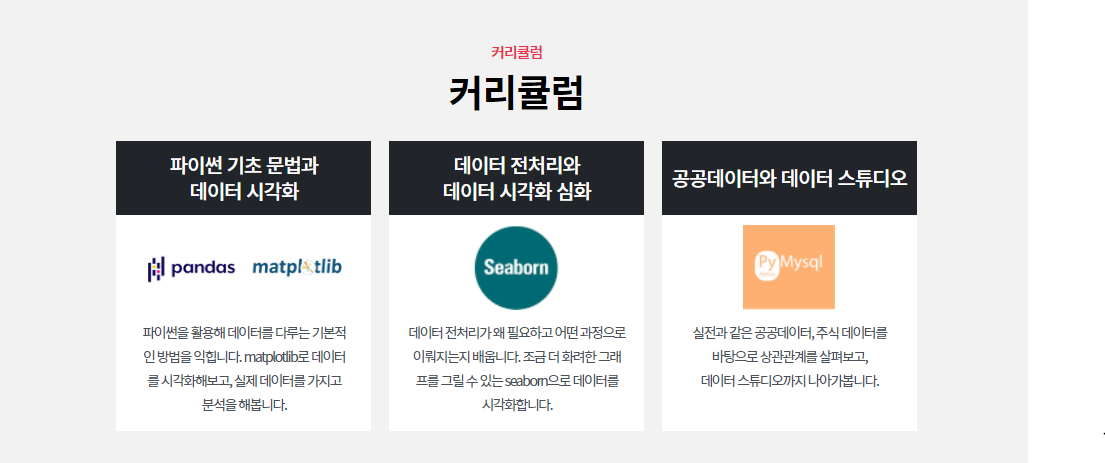 커리큘럼
커리큘럼
파이썬 기초 문법과
데이터 시각화
pandas matplotlib
파이썬을 활용해 데이터를 다루는 기본적
인 방법을 익힙니다. matplotlib로 데이터
를 시각화해보고, 실제 데이터를 가지고
분석을 해봅니다.
데이터 전처리와
데이터 시각화 심화
Seaborn
데이터 전처리가 왜 필요하고 어떤 과정으로
이뤄지는지 배웁니다. 조금 더 화려한 그래
프를 그릴 수 있는 seaborn으로 데이터를
시각화합니다.
공공데이터와 데이터 스튜디오
PyMysql
실전과 같은 공공데이터, 주식 데이터를
바탕으로 상관관계를 살펴보고,
데이터 스튜디오까지 나아가봅니다.